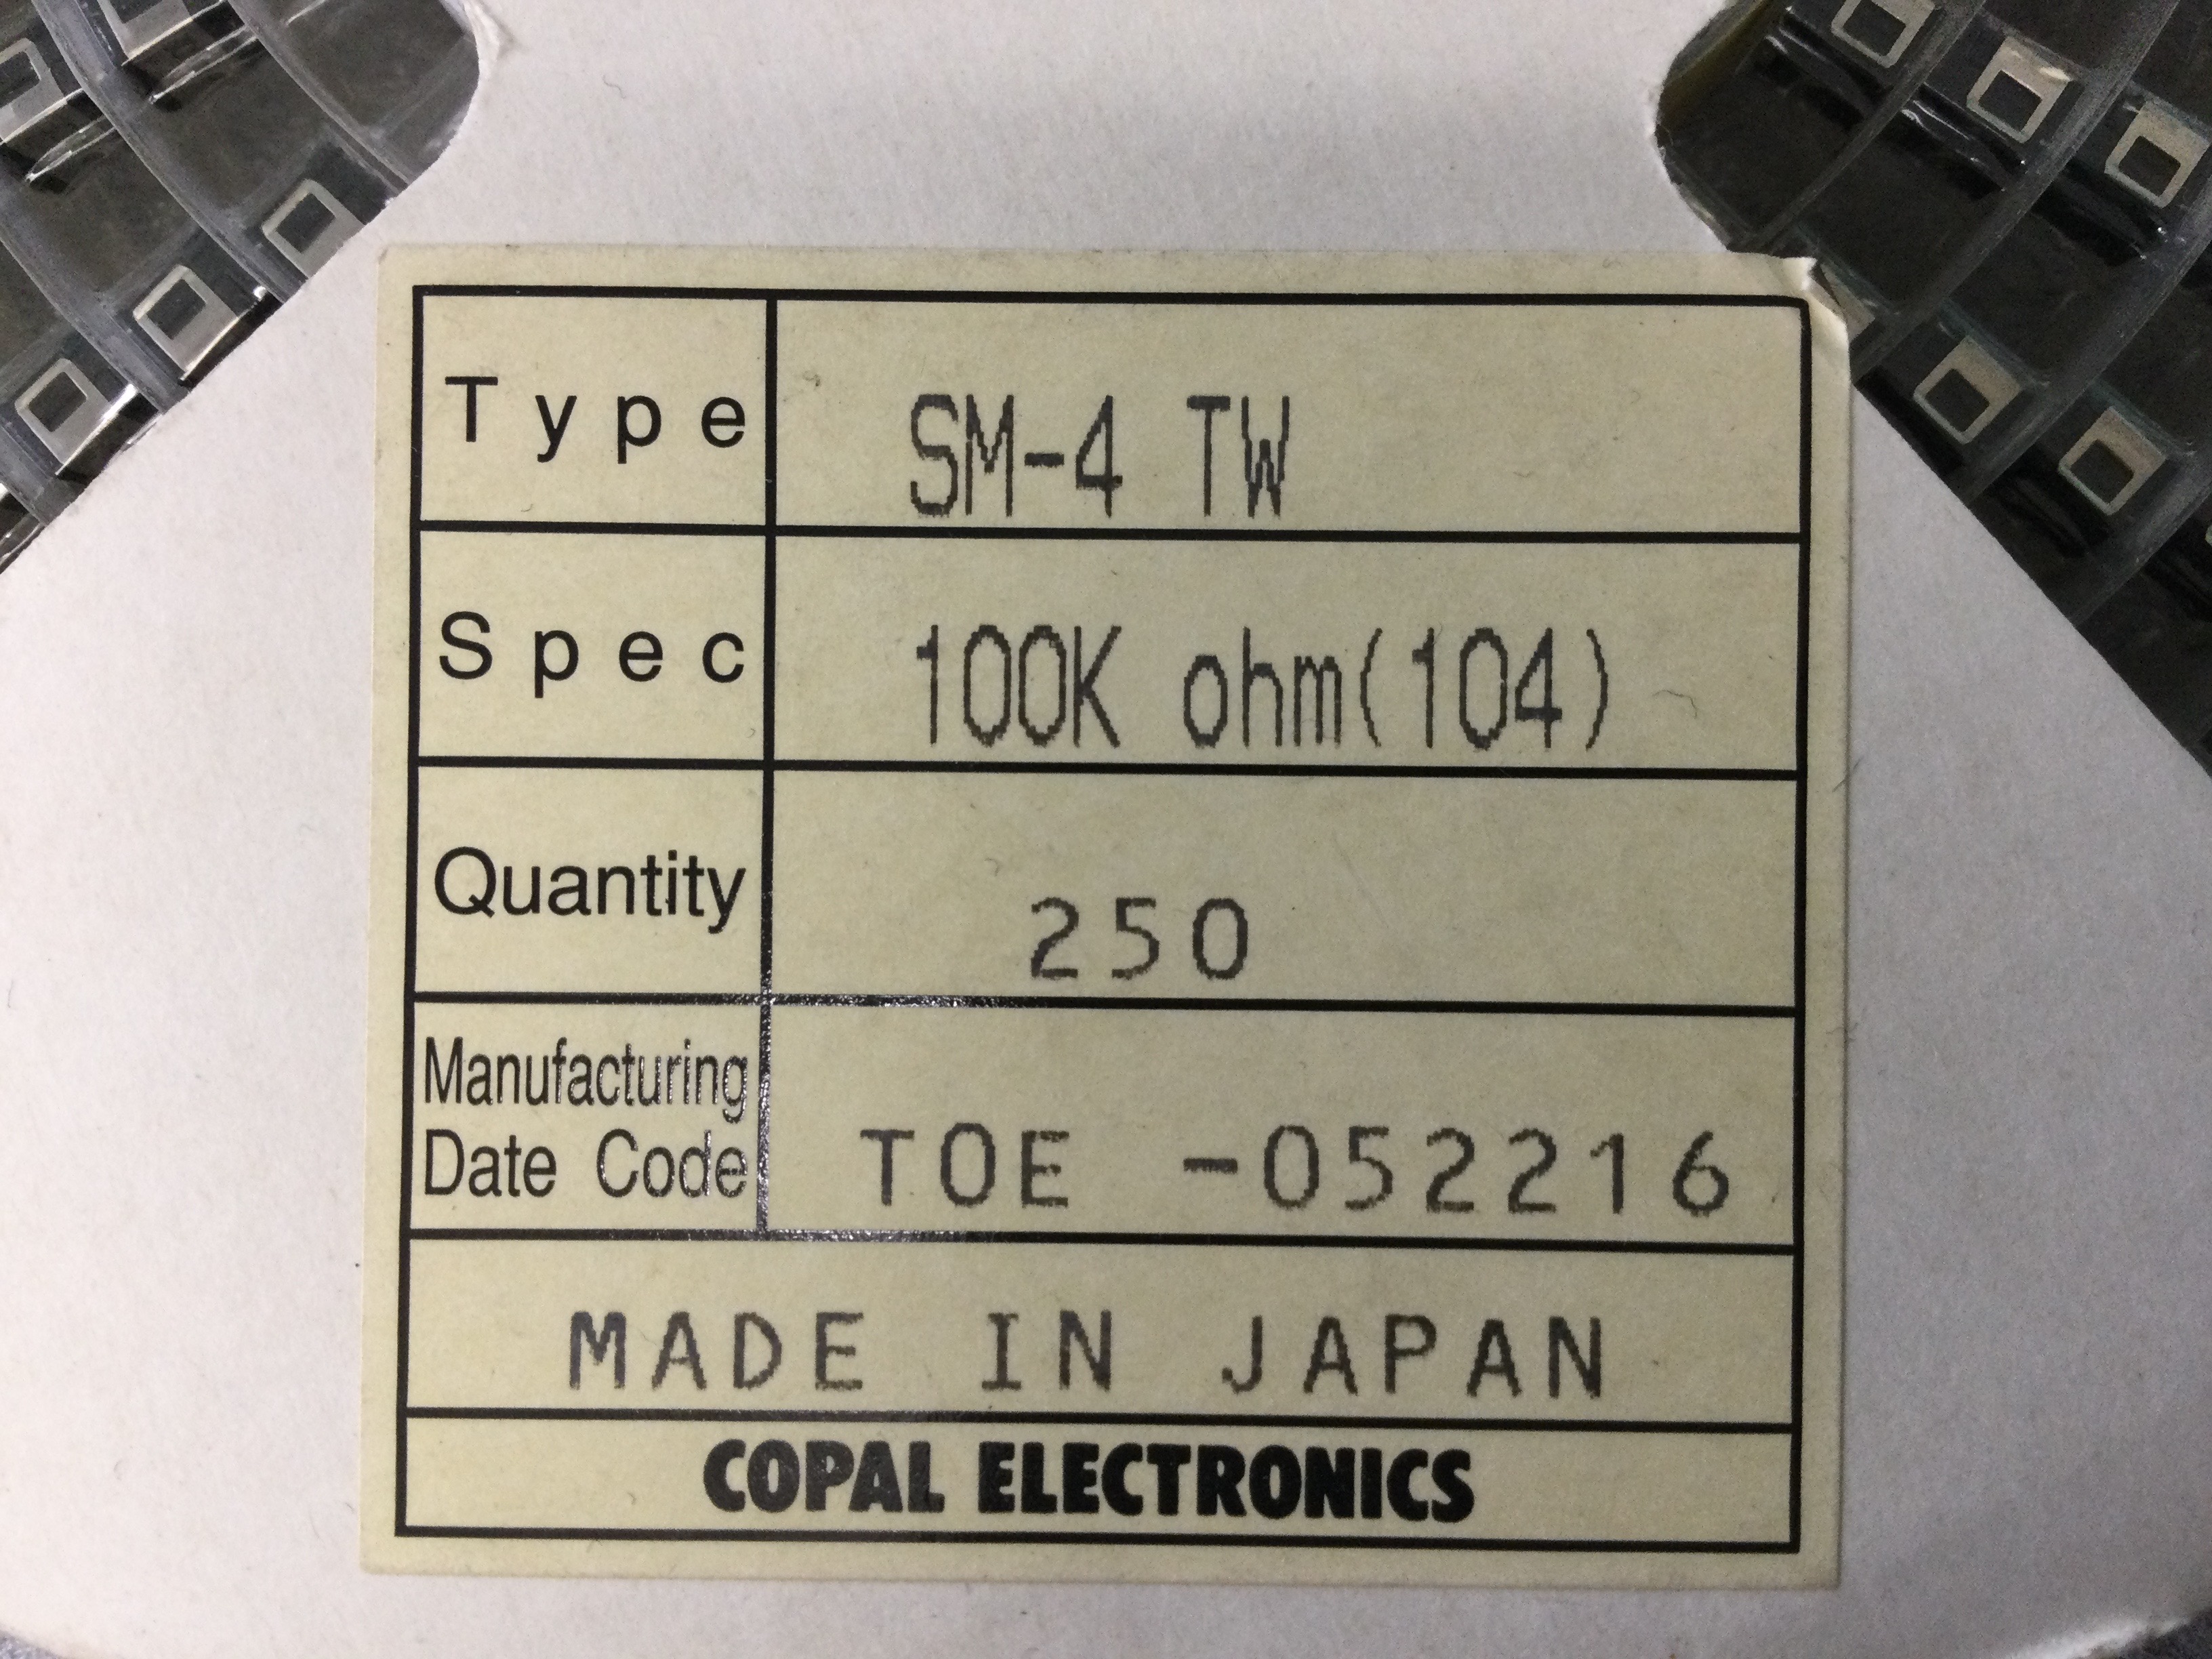 Type SM-4 TW
Spec 100K ohm(104)
Quantity 250
Manufacturing
Date Code TOE -052216
MADE IN JAPAN
COPAL ELECTRONICS